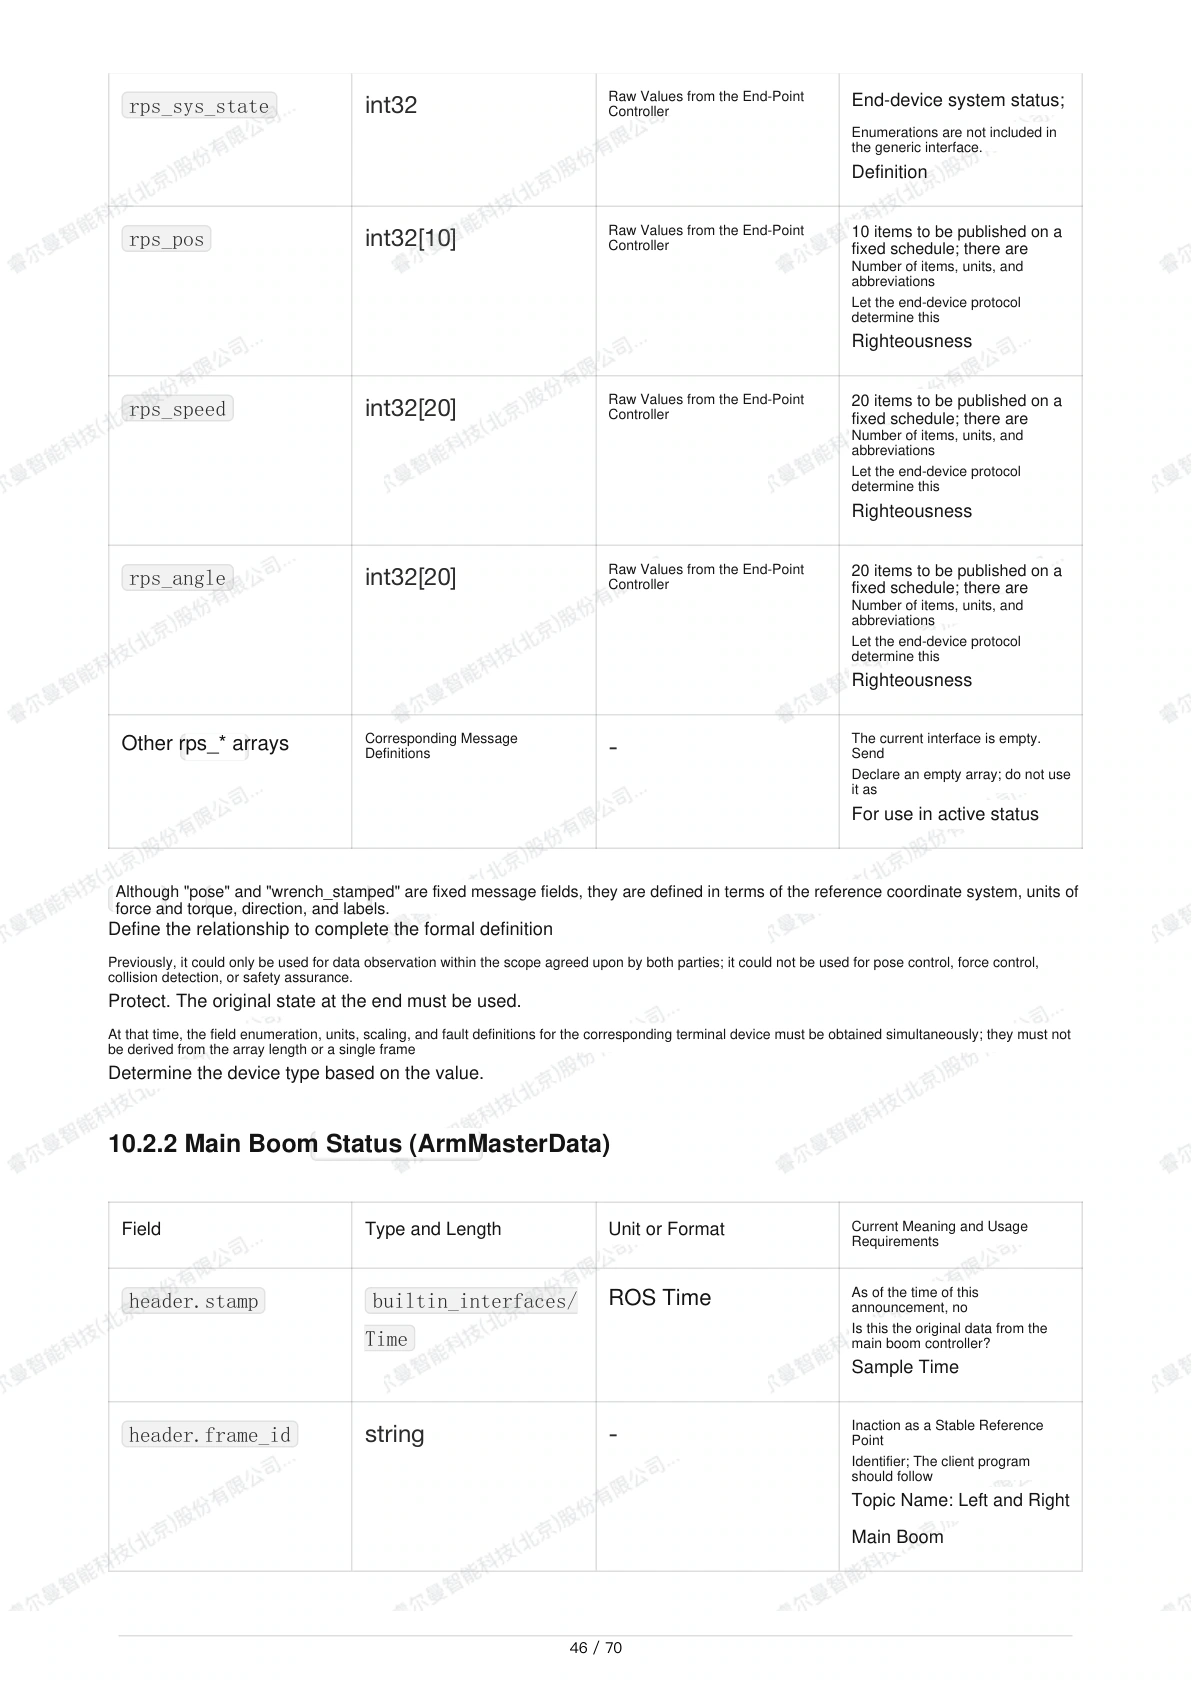 rps_sys_state
int32
Raw Values from the End-Point
Controller
End-device system status;
Enumerations are not included in
the generic interface.
Definition
rps_pos
int32[10]
Raw Values from the End-Point
Controller
10 items to be published on a
fixed schedule; there are
Number of items, units, and
abbreviations
Let the end-device protocol
determine this
Righteousness
rps_speed
int32[20]
Raw Values from the End-Point
Controller
20 items to be published on a
fixed schedule; there are
Number of items, units, and
abbreviations
Let the end-device protocol
determine this
Righteousness
rps_angle
int32[20]
Raw Values from the End-Point
Controller
20 items to be published on a
fixed schedule; there are
Number of items, units, and
abbreviations
Let the end-device protocol
determine this
Righteousness
Other rps_* arrays
Corresponding Message
Definitions
-
The current interface is empty.
Send
Declare an empty array; do not use
it as
For use in active status
Although "pose" and "wrench_stamped" are fixed message fields, they are defined in terms of the reference coordinate system, units of
force and torque, direction, and labels.
Define the relationship to complete the formal definition
Previously, it could only be used for data observation within the scope agreed upon by both parties; it could not be used for pose control, force control,
collision detection, or safety assurance.
Protect. The original state at the end must be used.
At that time, the field enumeration, units, scaling, and fault definitions for the corresponding terminal device must be obtained simultaneously; they must not
be derived from the array length or a single frame
Determine the device type based on the value.
10.2.2 Main Boom Status (ArmMasterData)
Field
Type and Length
Unit or Format
Current Meaning and Usage
Requirements
header.stamp
builtin_interfaces/
Time
ROS Time
As of the time of this
announcement, no
Is this the original data from the
main boom controller?
Sample Time
header.frame_id
string
-
Inaction as a Stable Reference
Point
Identifier; The client program
should follow
Topic Name: Left and Right
Main Boom
46 / 70
睿尔曼智能科技(北京)股份有限公司...